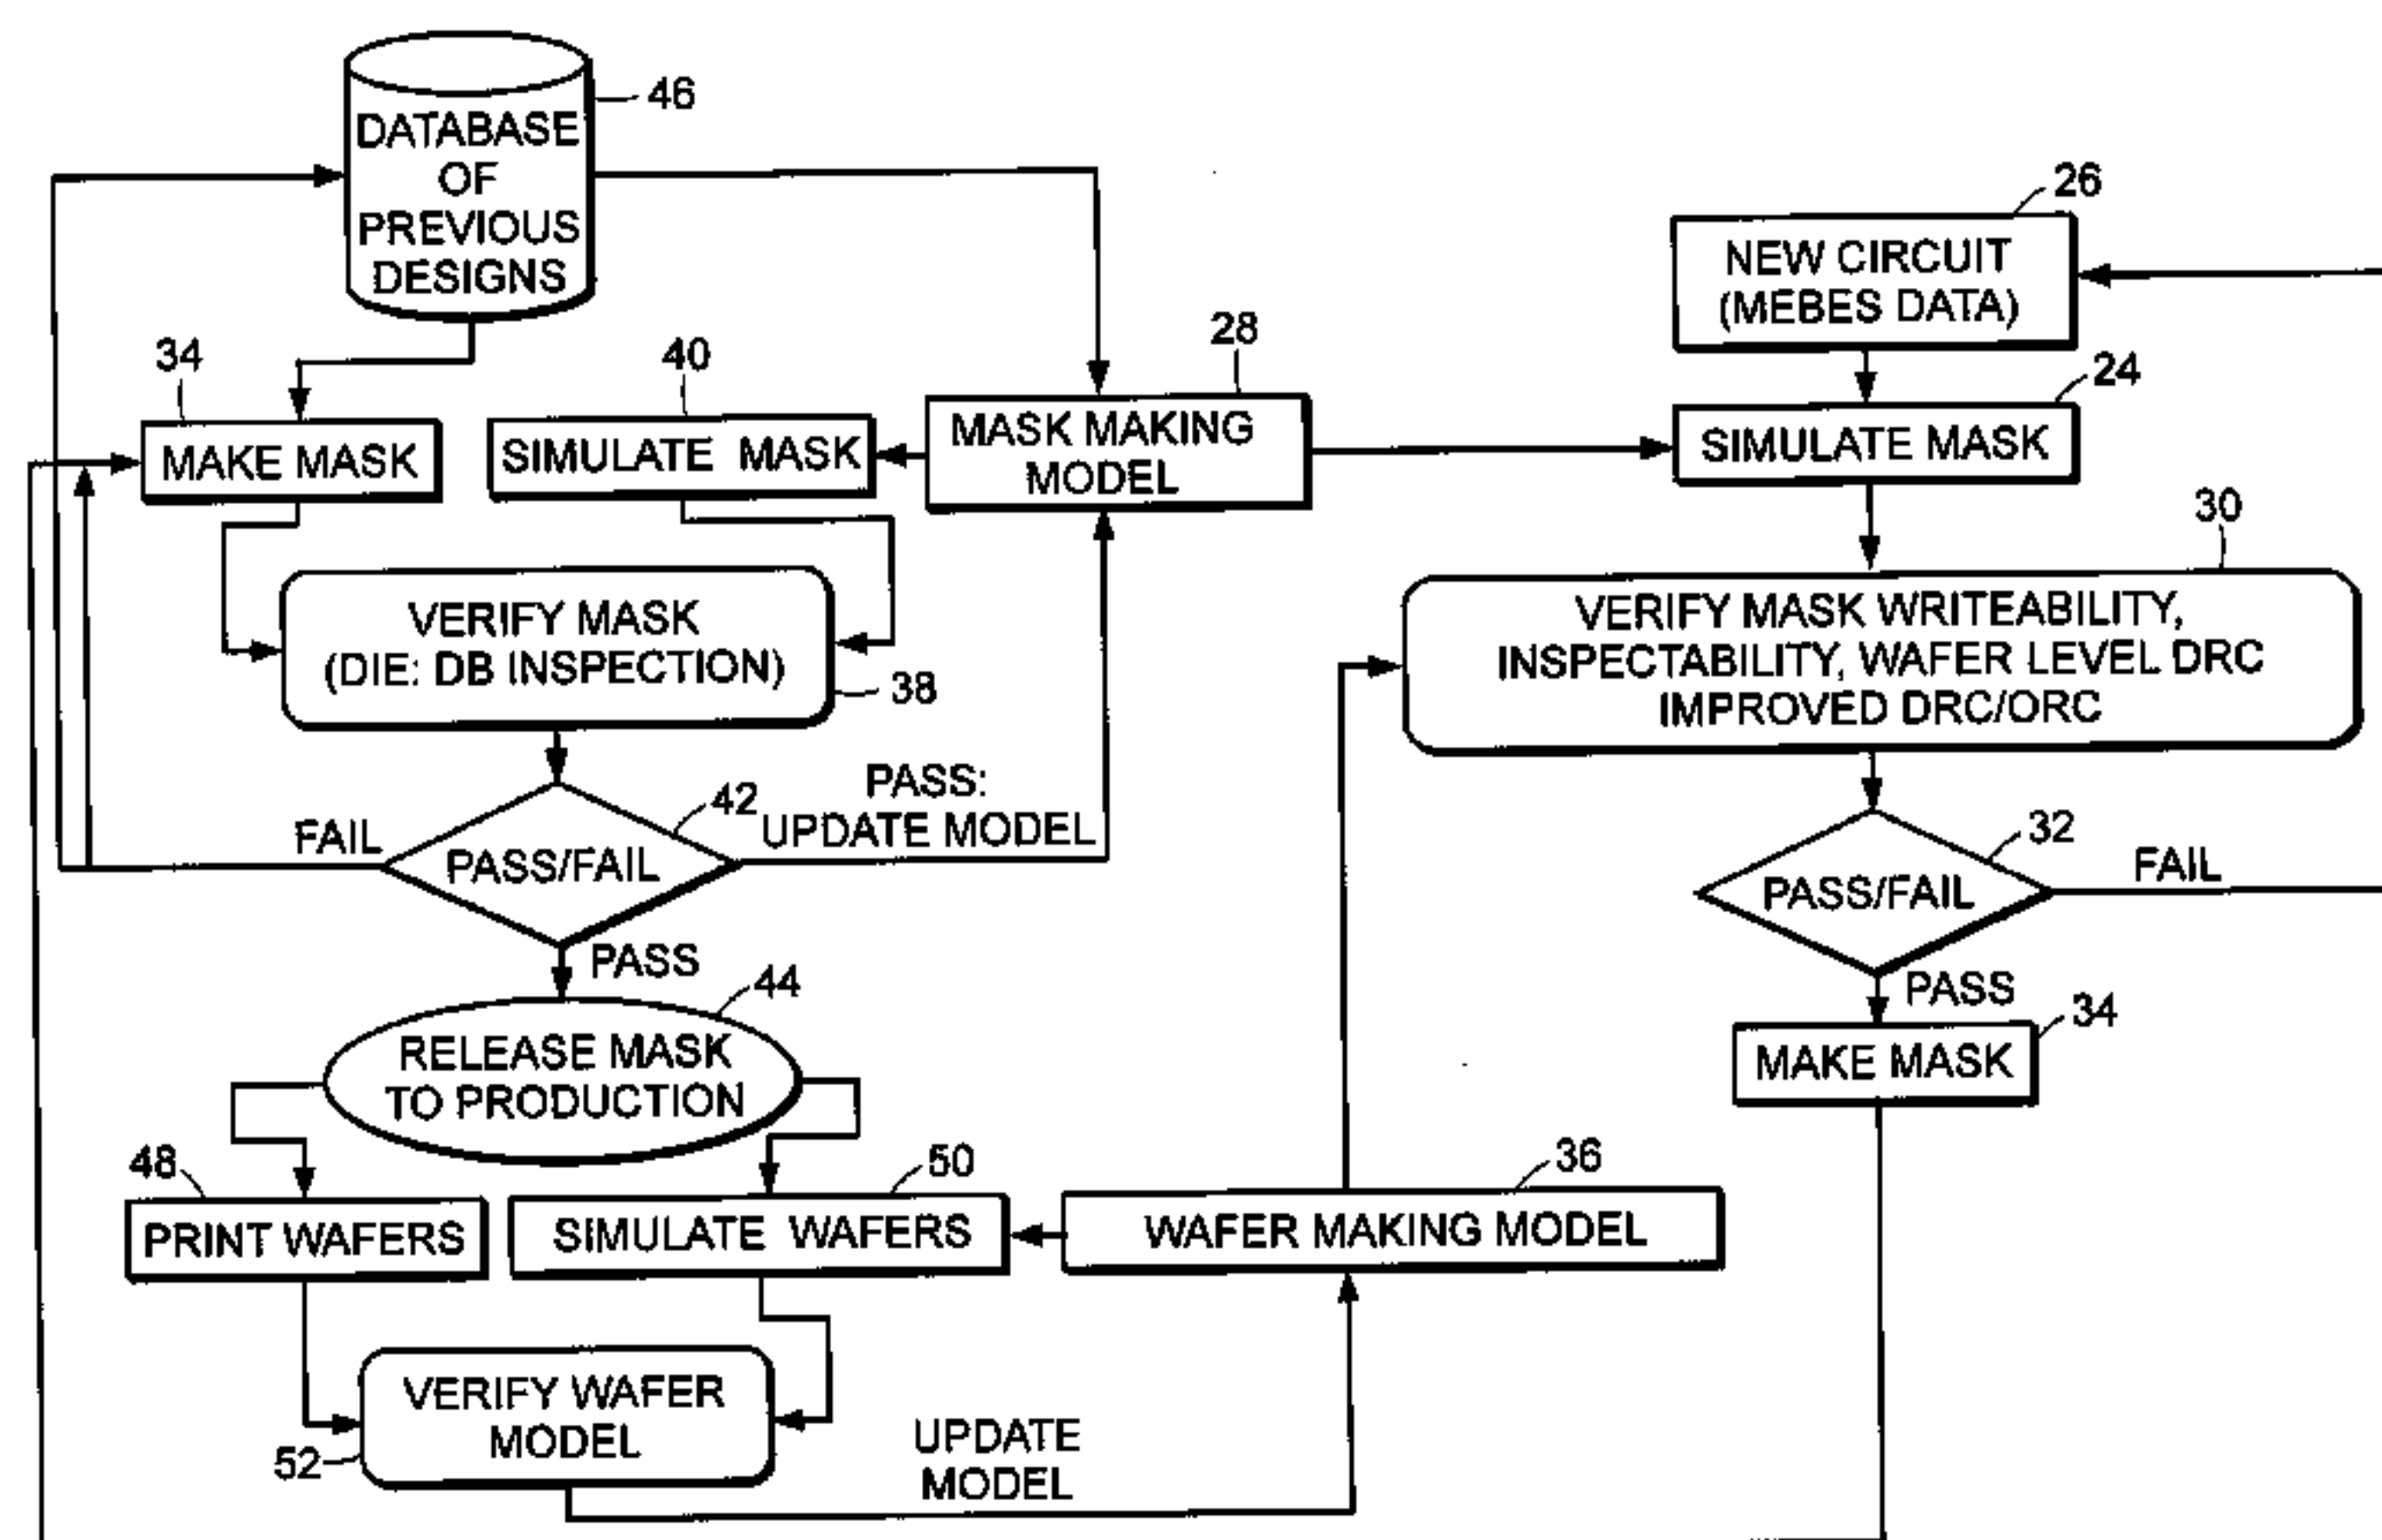 46
DATABASE
OF
PREVIOUS
DESIGNS
34
MAKE MASK
40
SIMULATE MASK
28
MASK MAKING
MODEL
26
NEW CIRCUIT
(MEBES DATA)
24
SIMULATE MASK
30
VERIFY MASK WRITEABILITY,
INSPECTABILITY, WAFER LEVEL DRC
IMPROVED DRC/ORC
VERIFY MASK
(DIE: DB INSPECTION)
38
42
PASS/FAIL
FAIL
PASS:
UPDATE MODEL
PASS
32
PASS/FAIL
FAIL
PASS
34
MAKE MASK
44
RELEASE MASK
TO PRODUCTION
48
PRINT WAFERS
50
SIMULATE WAFERS
36
WAFER MAKING MODEL
VERIFY WAFER
MODEL
52
UPDATE
MODEL